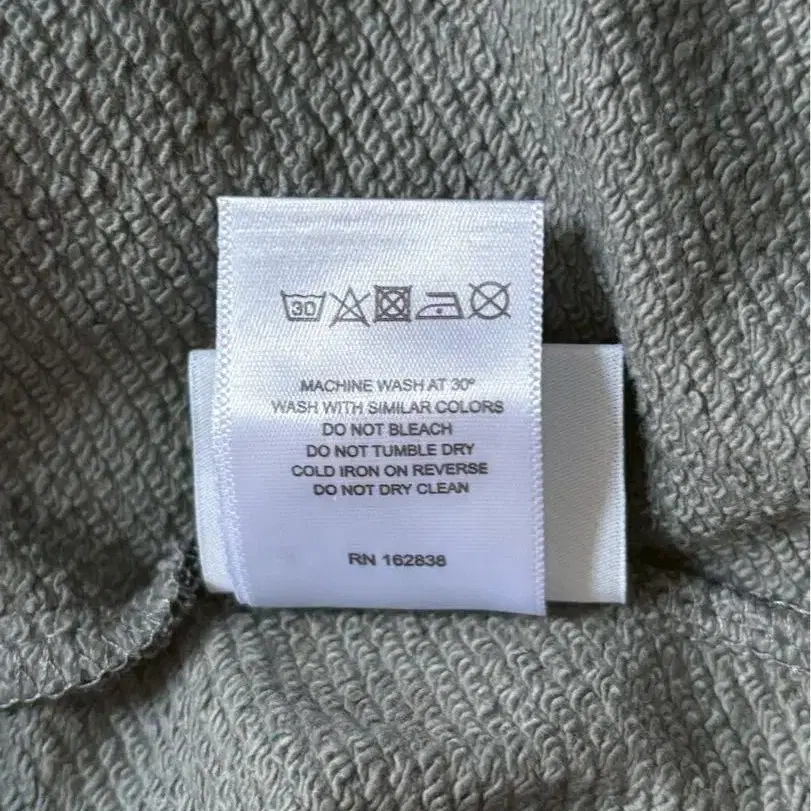 30
MACHINE WASH AT 30°
WASH WITH SIMILAR COLORS
DO NOT BLEACH
DO NOT TUMBLE DRY
COLD IRON ON REVERSE
DO NOT DRY CLEAN
RN 162838